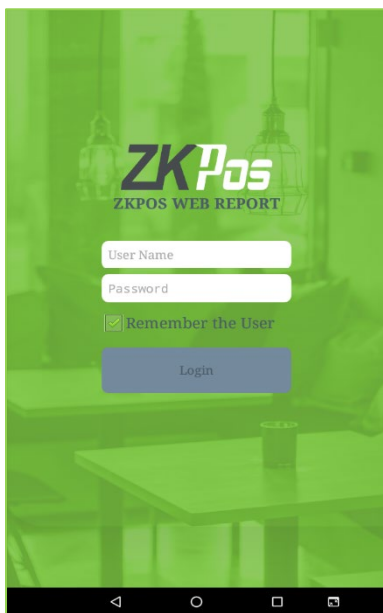 ZKPos
ZKPOS WEB REPORT
User Name
Password
Remember the User
Login